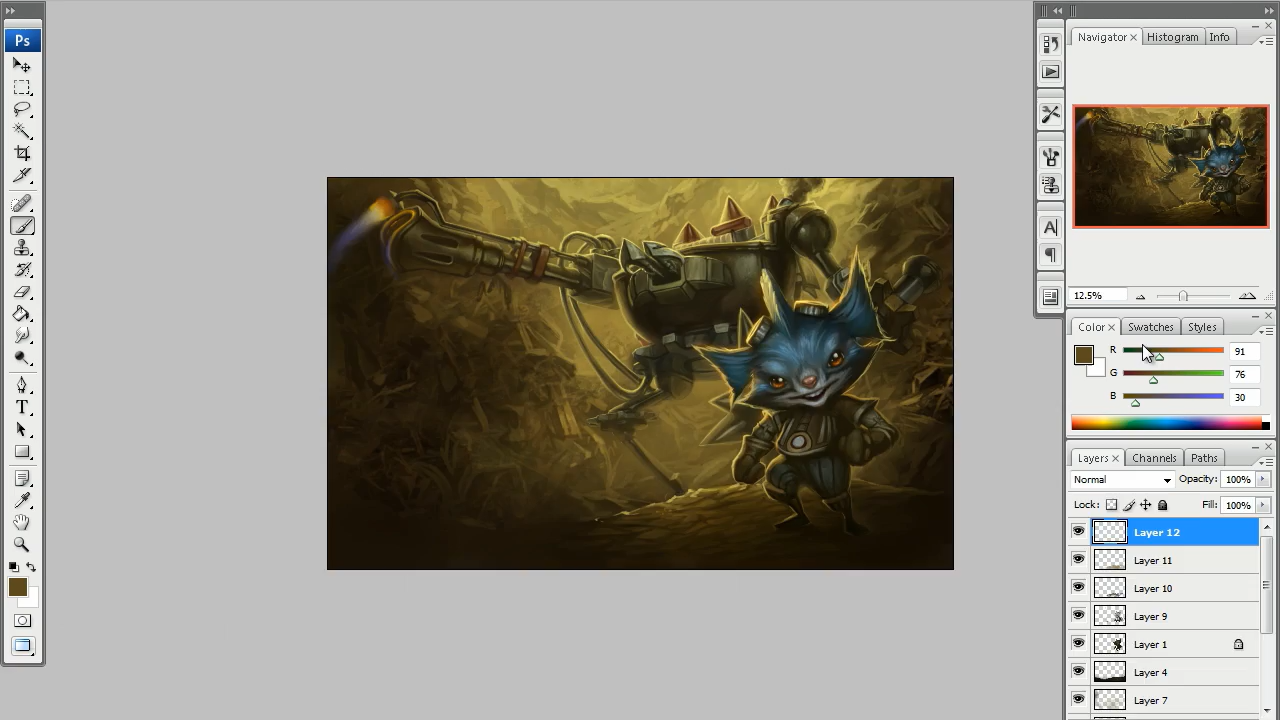 Ps
T
A
Navigator × Histogram Info
12.5%
Color × Swatches Styles
R 91
G 76
B 30
Layers × Channels Paths
Normal Opacity: 100%
Lock: Fill: 100%
Layer 12
Layer 11
Layer 10
Layer 9
Layer 1
Layer 4
Layer 7